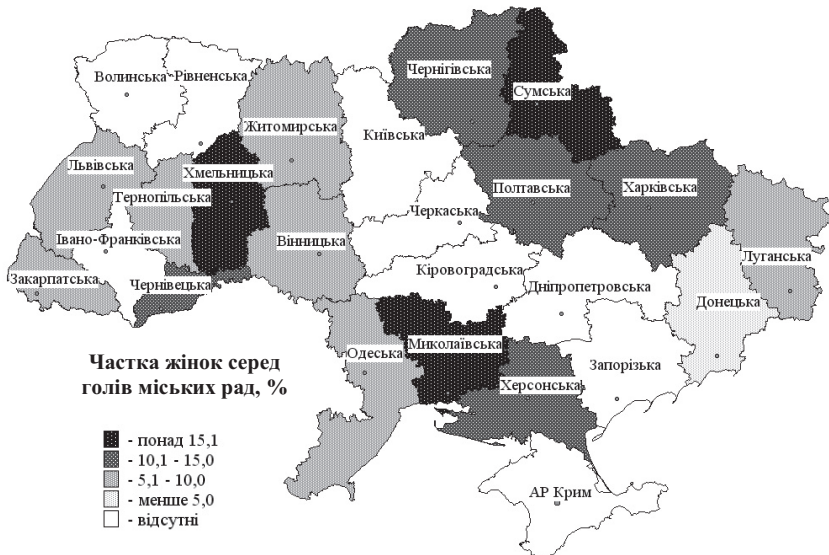 Волинська
Рівненська
Чернігівська
Сумська
Житомирська
Київська
Львівська
Хмельницька
Тернопільська
Полтавська
Харківська
Черкаська
Івано-Франківська
Вінницька
Луганська
Закарпатська
Чернівецька
Кіровоградська
Дніпропетровська
Донецька
Одеська
Миколаївська
Запорізька
Херсонська
АР Крим
Частка жінок серед
голів міських рад, %
- понад 15,1
- 10,1 - 15,0
- 5,1 - 10,0
- менше 5,0
- відсутні